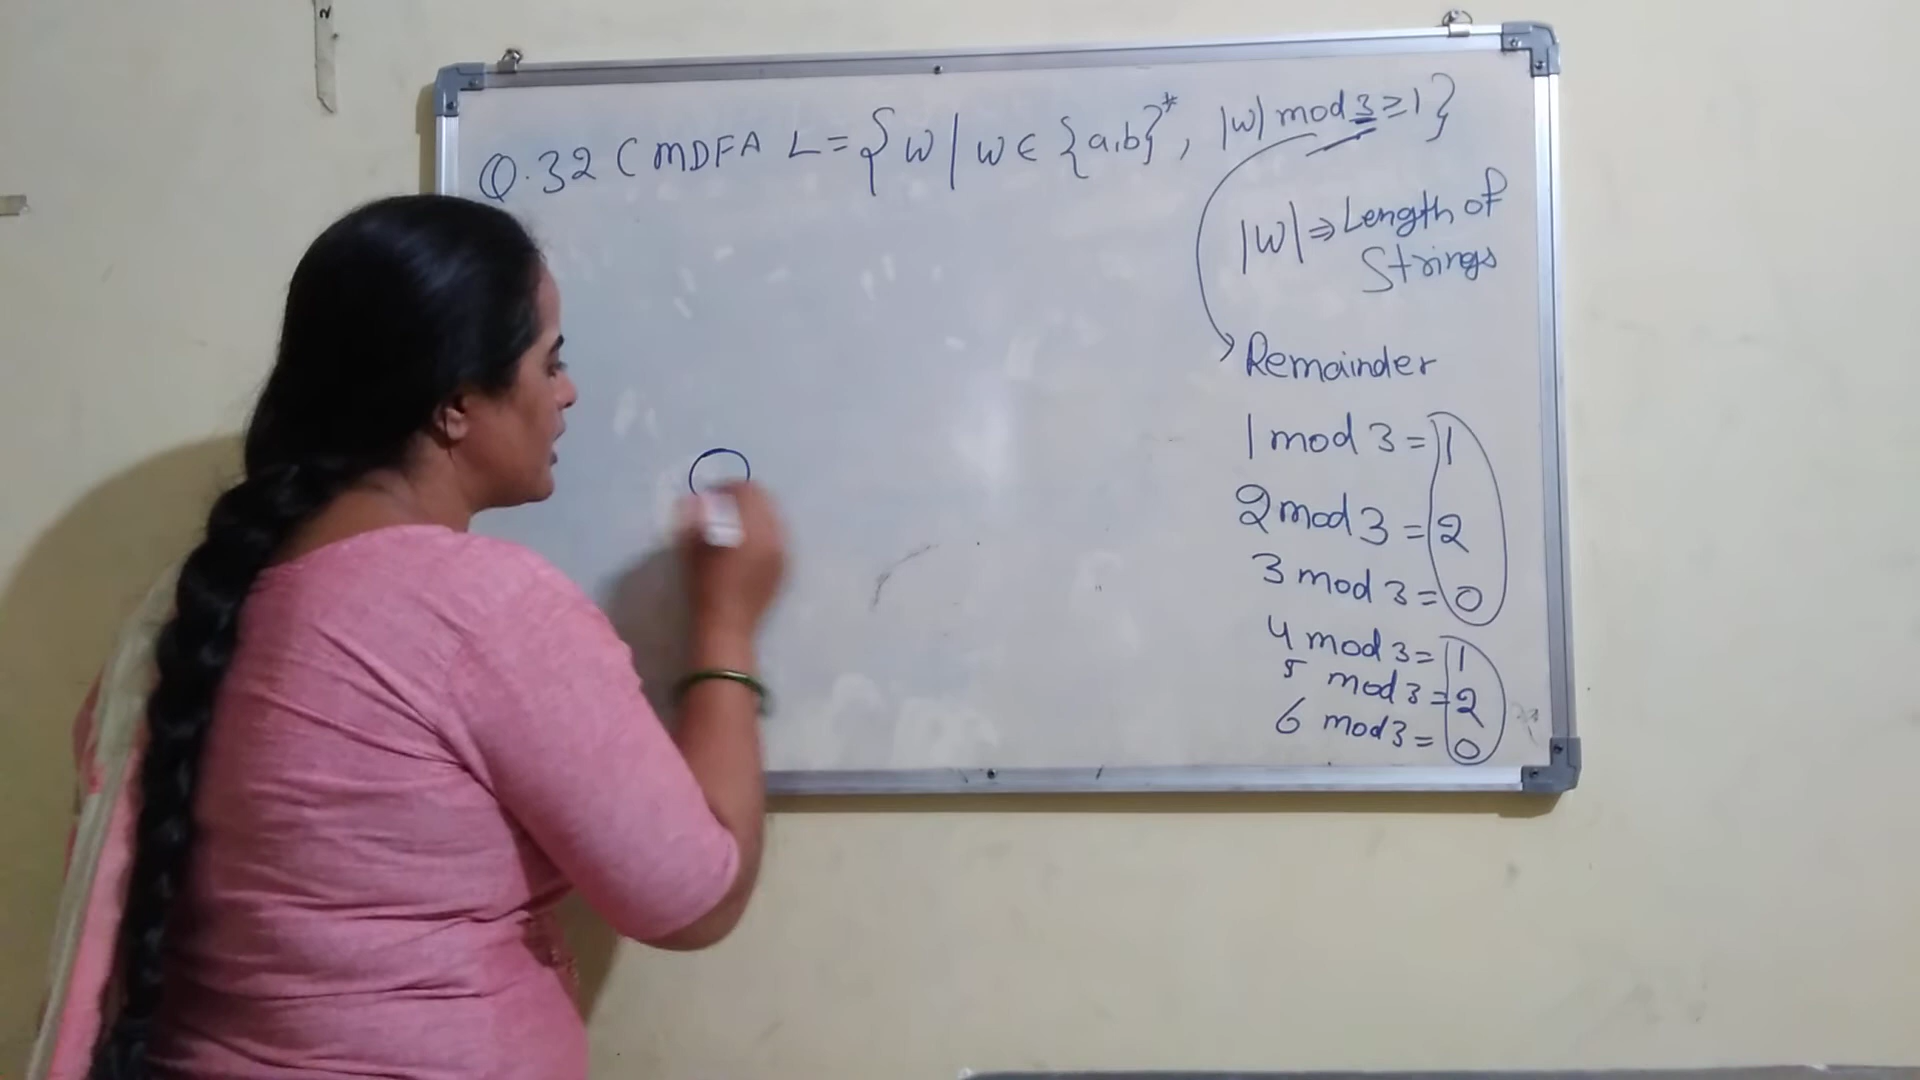 Q.32 CMDFA L={w|w∈{a,b}*, |w| mod 3≥1}
|w|⇒Length of
Strings
Remainder
1 mod 3=1
2 mod 3=2
3 mod 3=0
4 mod 3=1
5 mod 3=2
6 mod 3=0